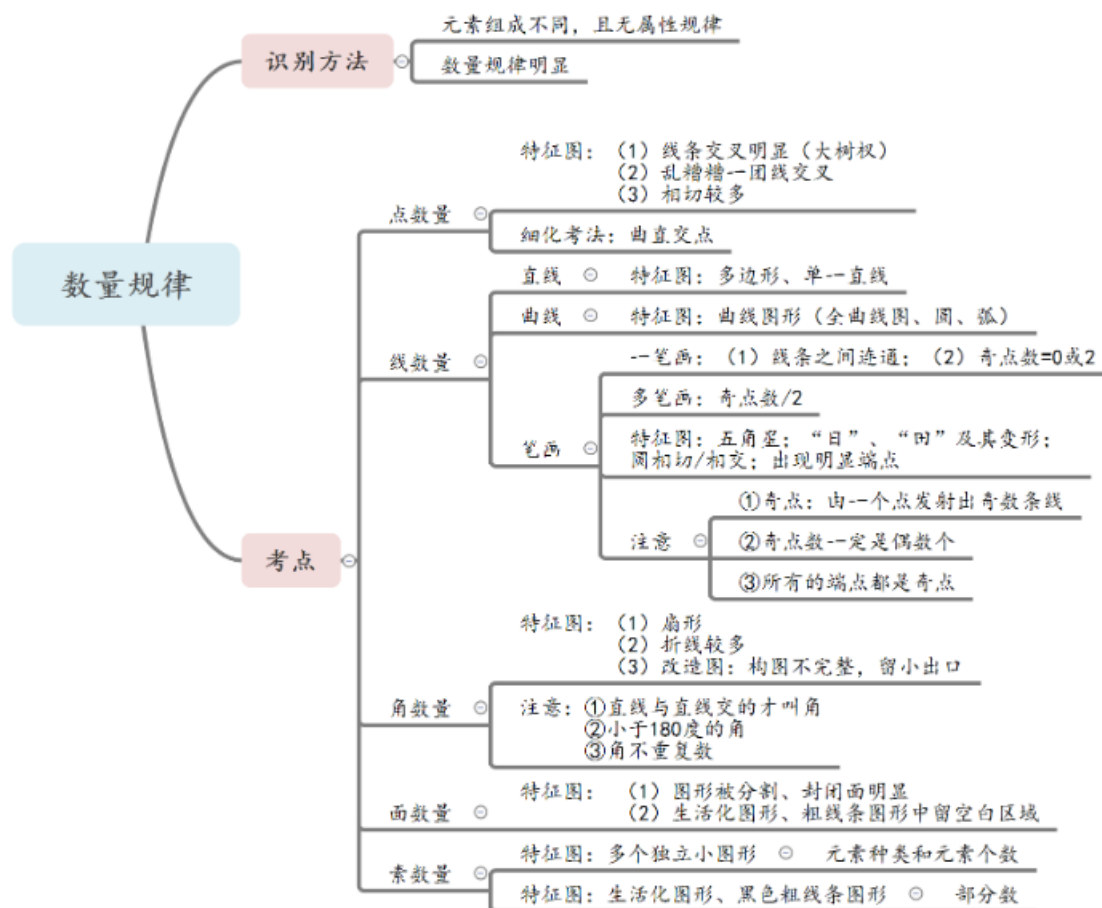 数量规律
识别方法
元素组成不同，且无属性规律
数量规律明显
考点
点数量
特征图：（1）线条交叉明显（大树杈）
（2）乱糟糟一团线交叉
（3）相切较多
细化考法：曲直交点
线数量
直线
特征图：多边形、单一直线
曲线
特征图：曲线图形（全曲线图、圆、弧）
笔画
一笔画：（1）线条之间连通；（2）奇点数=0或2
多笔画：奇点数/2
特征图：五角星；“日”、“田”及其变形；
圆相切/相交；出现明显端点
注意
①奇点：由一个点发射出奇数条线
②奇点数一定是偶数个
③所有的端点都是奇点
角数量
特征图：（1）扇形
（2）折线较多
（3）改造图：构图不完整，留小出口
注意：①直线与直线交的才叫角
②小于180度的角
③角不重复数
面数量
特征图：（1）图形被分割、封闭面明显
（2）生活化图形、粗线条图形中留空白区域
素数量
特征图：多个独立小图形
元素种类和元素个数
特征图：生活化图形、黑色粗线条图形
部分数